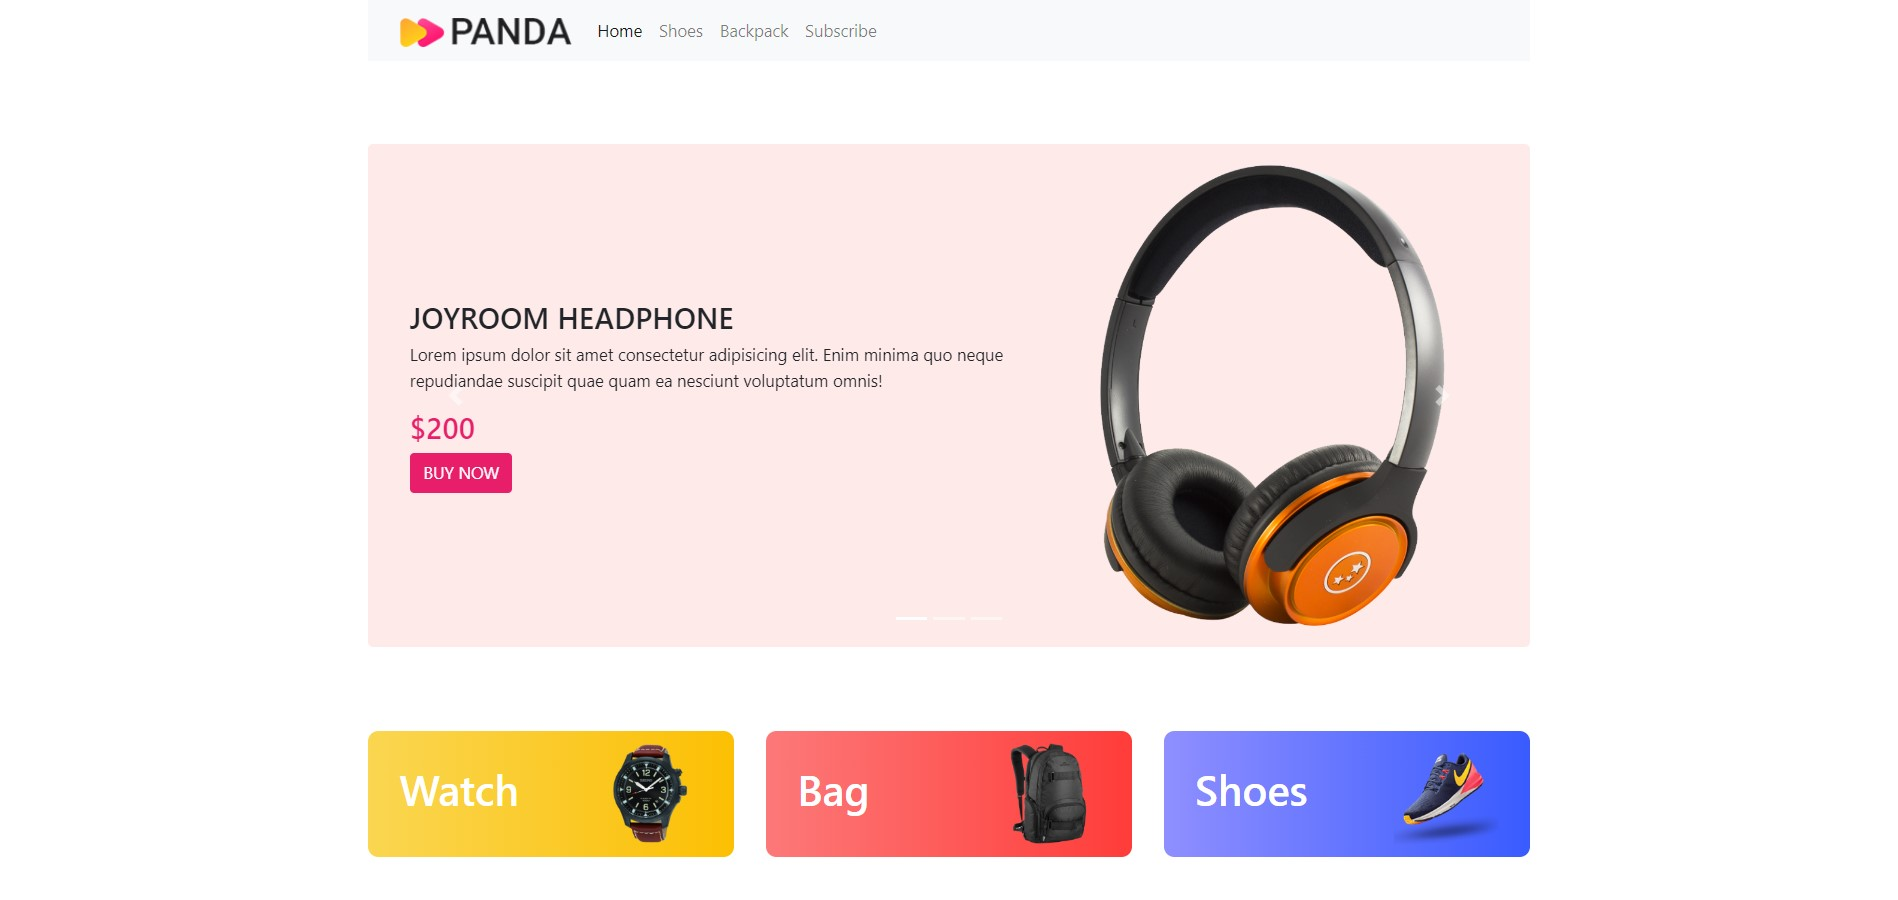 PANDA Home Shoes Backpack Subscribe
JOYROOM HEADPHONE
Lorem ipsum dolor sit amet consectetur adipisicing elit. Enim minima quo neque
repudiandae suscipit quae quam ea nesciunt voluptatum omnis!
$200
BUY NOW
Watch
Bag
Shoes